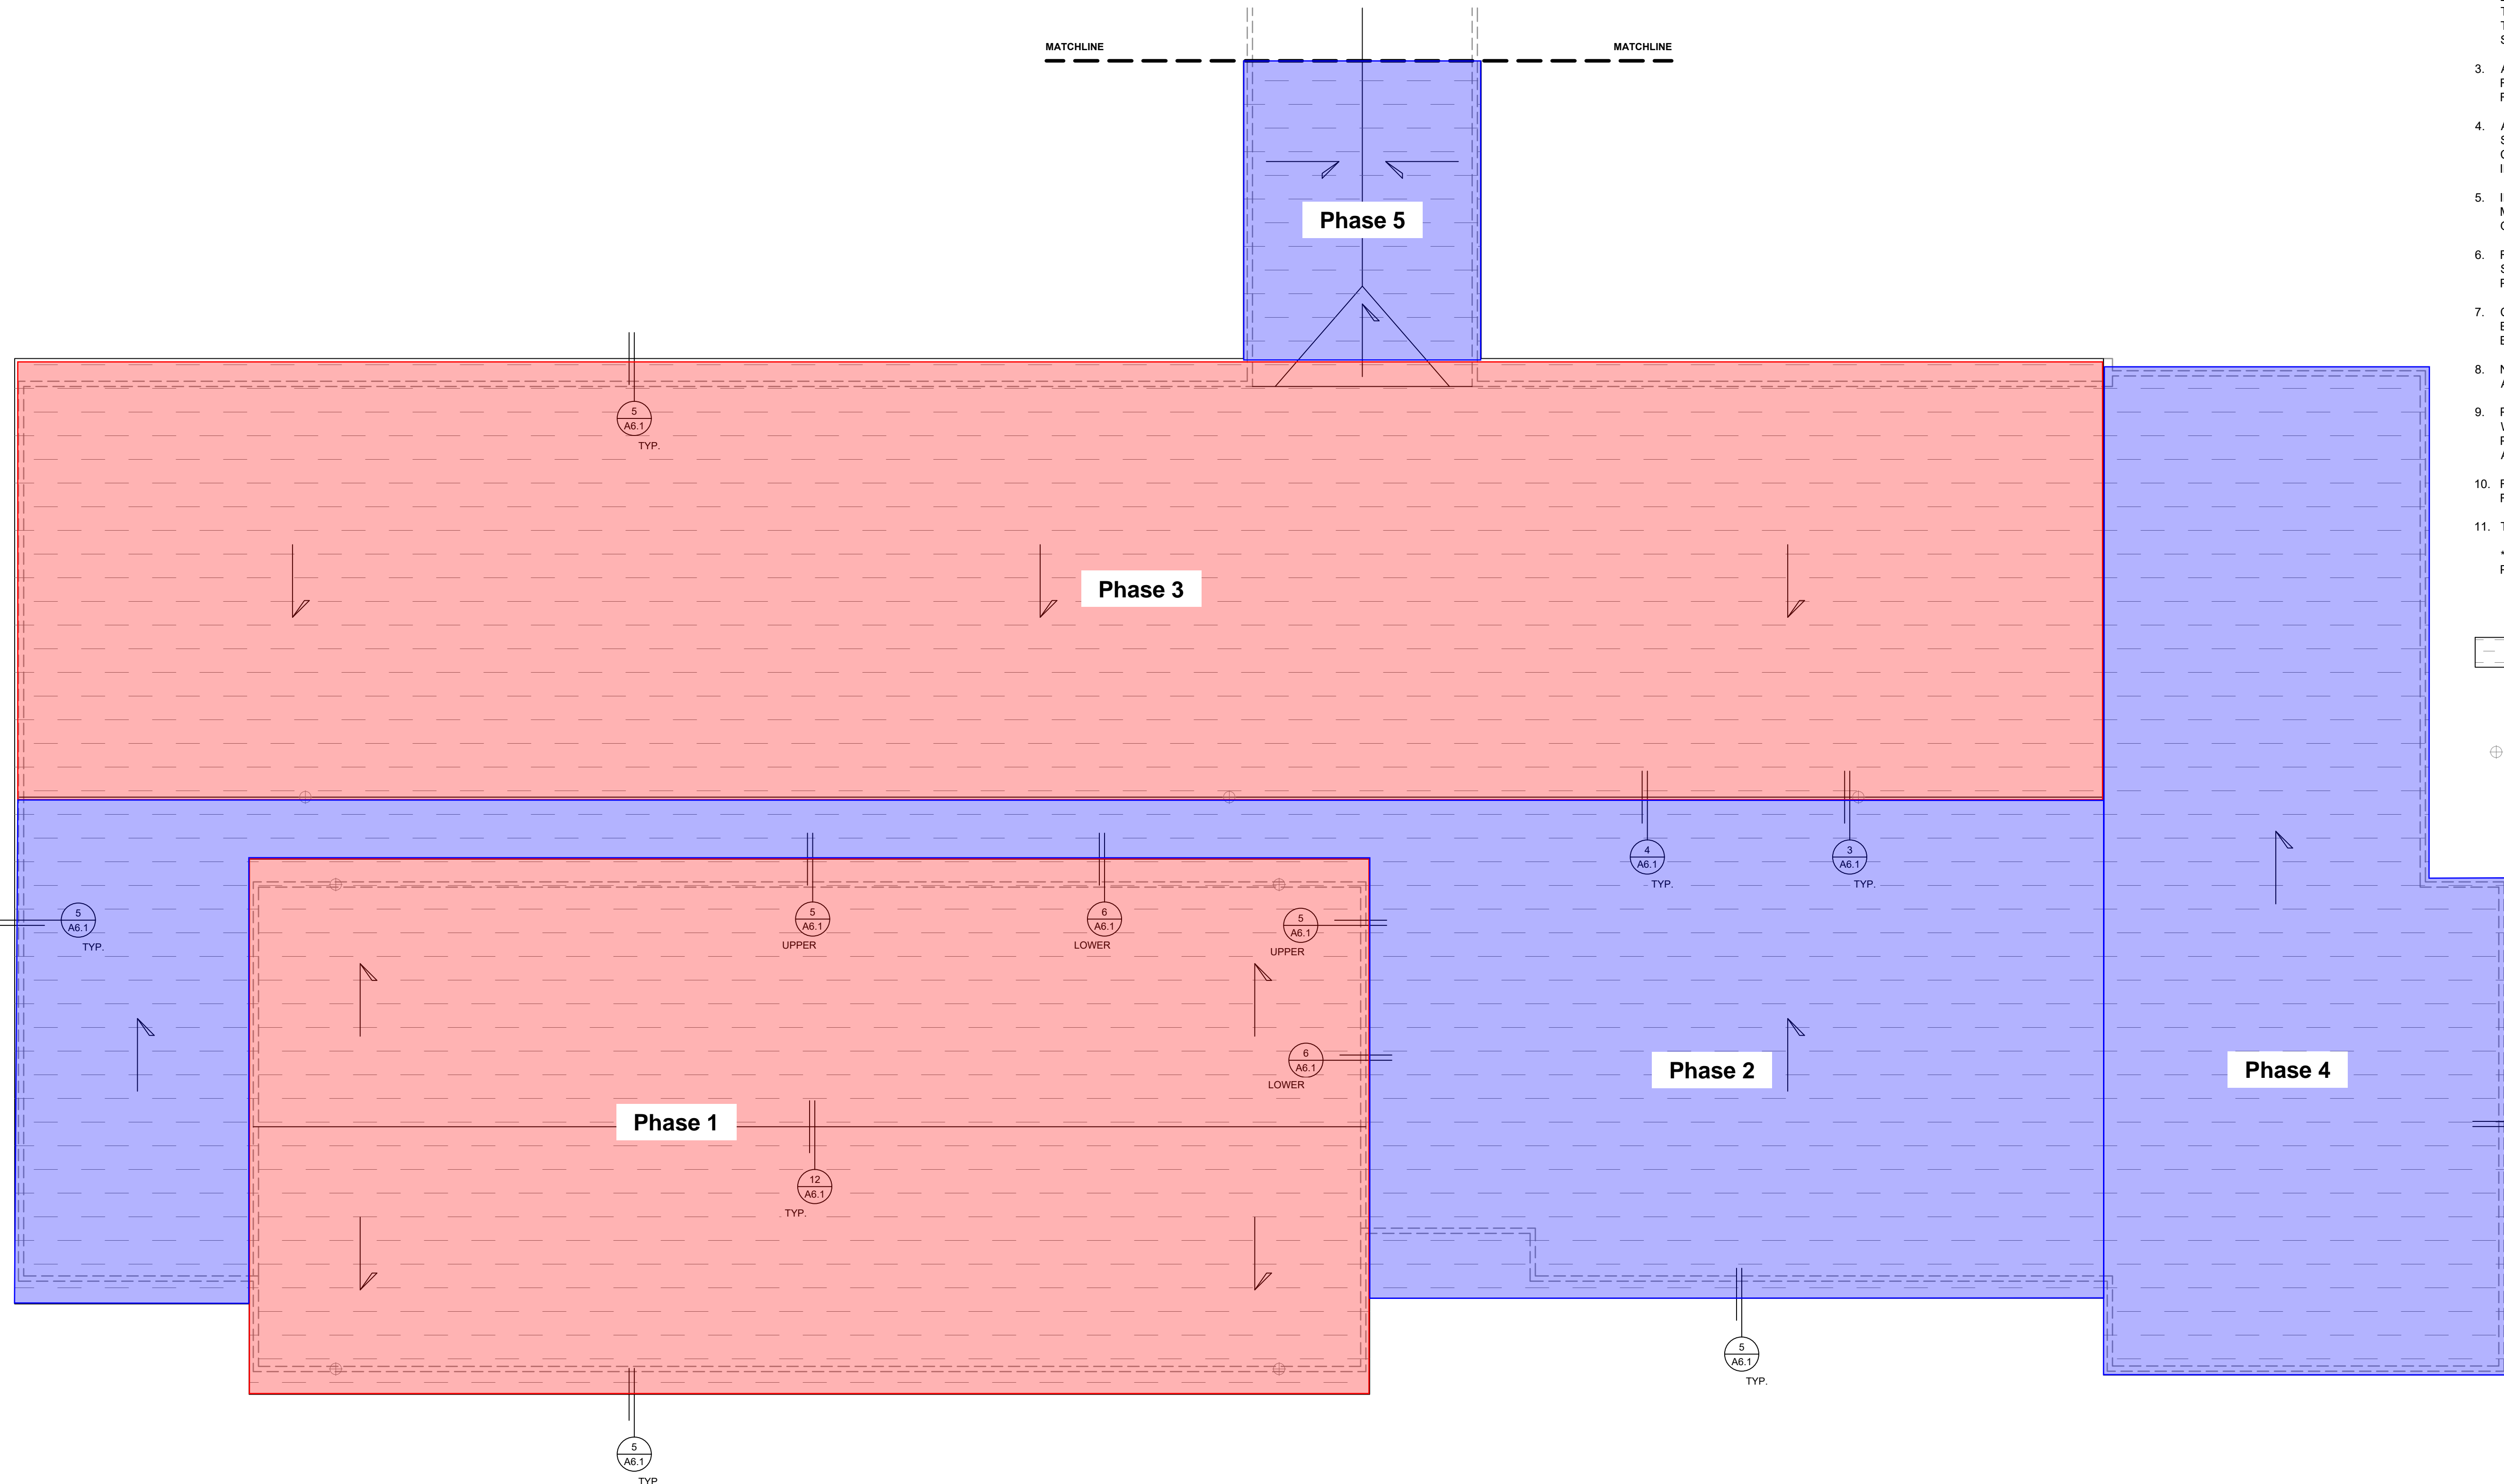 MATCHLINE
MATCHLINE
Phase 5
5
A6.1
TYP.
Phase 3
4
A6.1
TYP.
3
A6.1
TYP.
5
A6.1
TYP.
5
A6.1
UPPER
6
A6.1
LOWER
5
A6.1
UPPER
6
A6.1
LOWER
Phase 1
Phase 2
Phase 4
12
A6.1
TYP.
5
A6.1
TYP.
5
A6.1
TYP.
3.
4.
5.
6.
7.
8.
9.
10.
11.